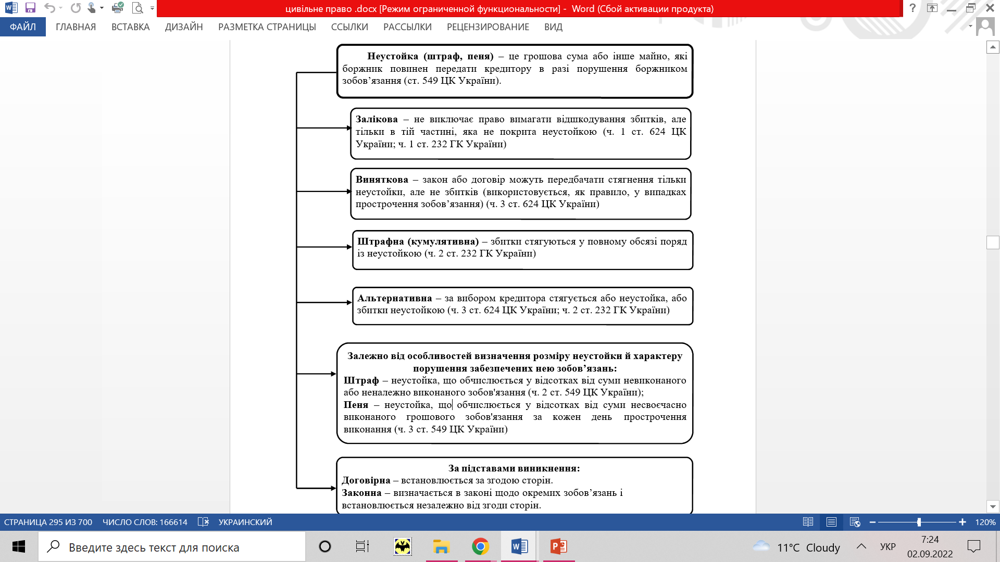 цивільне право .docx [Режим ограниченной функциональности] - Word (Сбой активации продукта)
ФАЙЛ ГЛАВНАЯ ВСТАВКА ДИЗАЙН РАЗМЕТКА СТРАНИЦЫ ССЫЛКИ РАССЫЛКИ РЕЦЕНЗИРОВАНИЕ ВИД
Неустойка (штраф, пеня) – це грошова сума або інше майно, які
боржник повинен передати кредитору в разі порушення боржником
зобов’язання (ст. 549 ЦК України).
Залікова – не виключає право вимагати відшкодування збитків, але
тільки в тій частині, яка не покрита неустойкою (ч. 1 ст. 624 ЦК
України; ч. 1 ст. 232 ГК України)
Виняткова – закон або договір можуть передбачати стягнення тільки
неустойки, але не збитків (використовується, як правило, у випадках
прострочення зобов’язання) (ч. 3 ст. 624 ЦК України)
Штрафна (кумулятивна) – збитки стягуються у повному обсязі поряд
із неустойкою (ч. 2 ст. 232 ГК України)
Альтернативна – за вибором кредитора стягується або неустойка, або
збитки неустойкою (ч. 3 ст. 624 ЦК України; ч. 2 ст. 232 ГК України)
Залежно від особливостей визначення розміру неустойки й характеру
порушення забезпечених нею зобов’язань:
Штраф – неустойка, що обчислюється у відсотках від суми невиконаного
або неналежно виконаного зобов'язання (ч. 2 ст. 549 ЦК України);
Пеня – неустойка, що обчислюється у відсотках від суми несвоєчасно
виконаного грошового зобов'язання за кожен день прострочення
виконання (ч. 3 ст. 549 ЦК України)
За підставами виникнення:
Договірна – встановлюється за згодою сторін.
Законна – визначається в законі щодо окремих зобов’язань і
встановлюється незалежно від згоди сторін.
СТРАНИЦА 295 ИЗ 700 ЧИСЛО СЛОВ: 166614 УКРАИНСКИЙ 120%
Введите здесь текст для поиска
11°C Cloudy УКР 7:24
02.09.2022